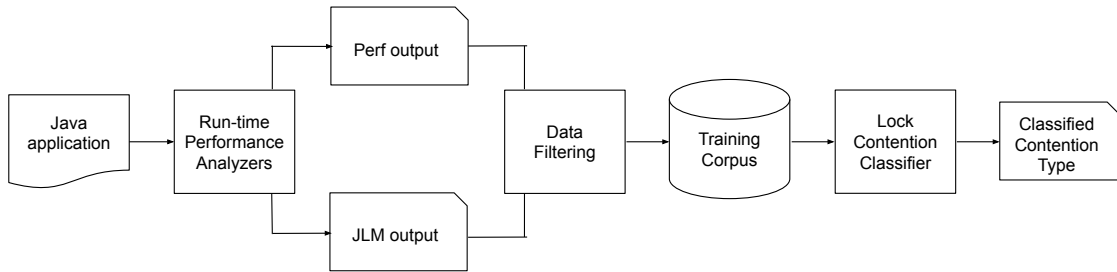 Java
application
Run-time
Performance
Analyzers
Perf output
JLM output
Data
Filtering
Training
Corpus
Lock
Contention
Classifier
Classified
Contention
Type